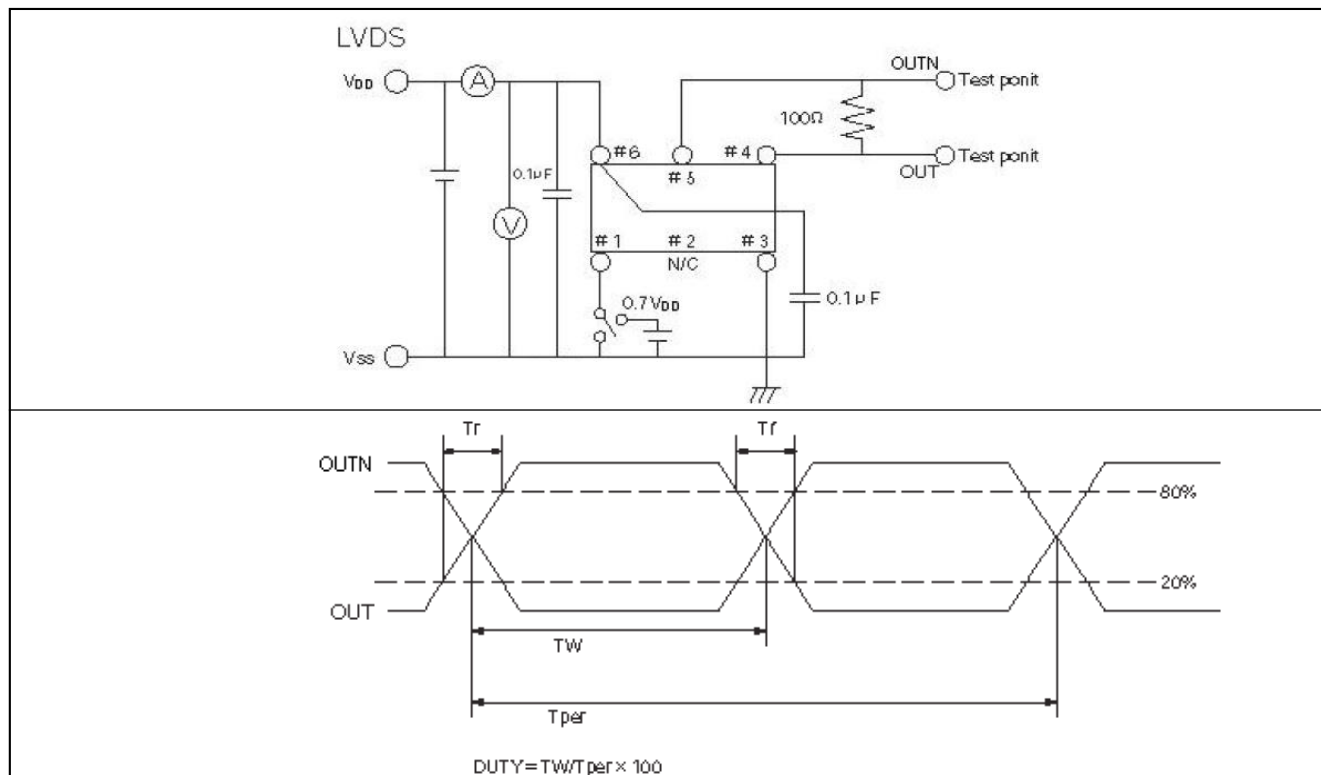 LVDS
VDD
A
OUTN
Test ponit
100Ω
#6
#5
#4
OUT
Test ponit
0.1μF
V
#1
#2
#3
N/C
0.7VDD
0.1μF
Vss
Tr
Tf
OUTN
80%
20%
OUT
TW
Tper
DUTY=TW/Tper×100